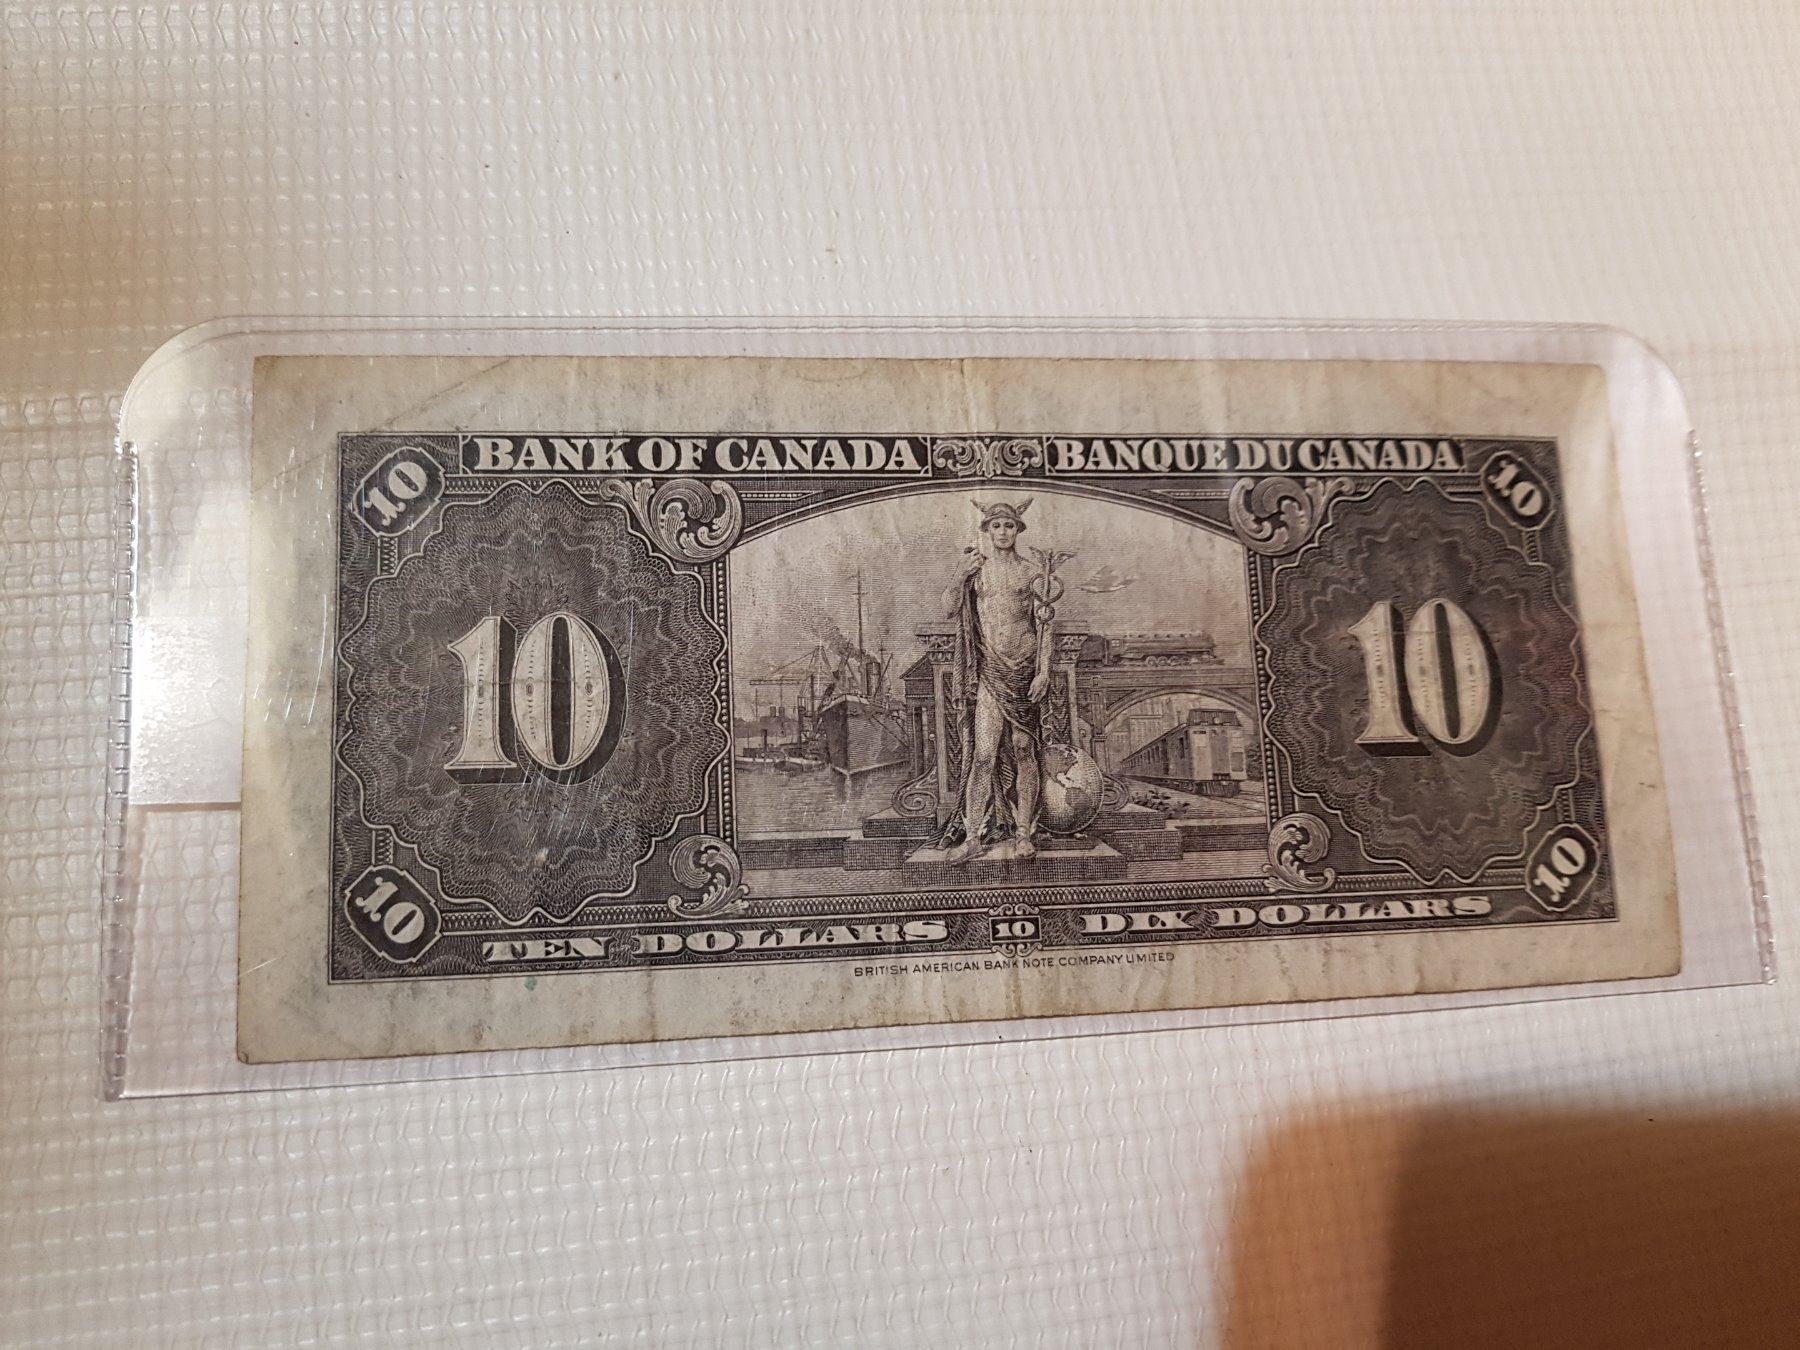 BANK OF CANADA BANQUE DU CANADA
10 10
10 10
10 10
TEN DOLLARS 10 DIX DOLLARS
BRITISH AMERICAN BANK NOTE COMPANY LIMITED